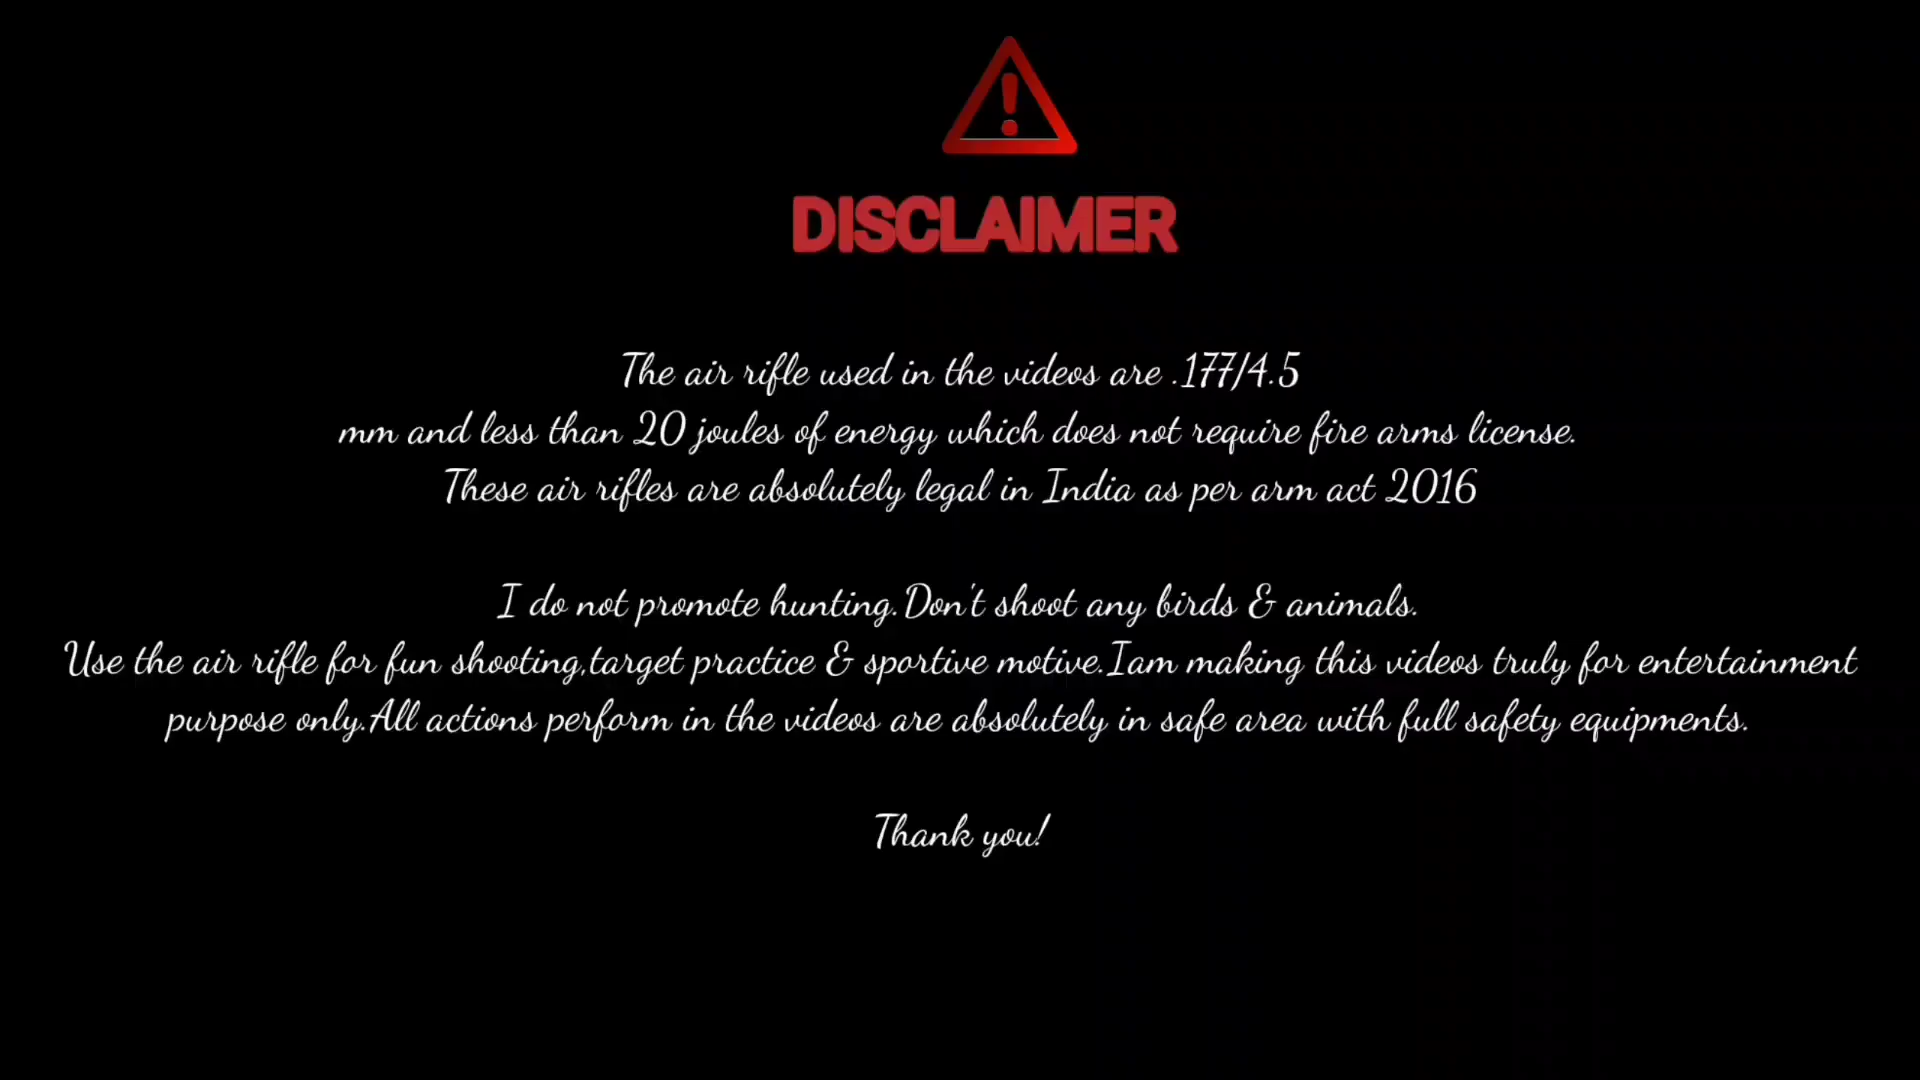 DISCLAIMER
The air rifle used in the videos are .177/4.5
mm and less than 20 joules of energy which does not require fire arms license.
These air rifles are absolutely legal in India as per arm act 2016
I do not promote hunting.Don't shoot any birds & animals.
Use the air rifle for fun shooting,target practice & sportive motive.Iam making this videos truly for entertainment
purpose only.All actions perform in the videos are absolutely in safe area with full safety equipments.
Thank you!